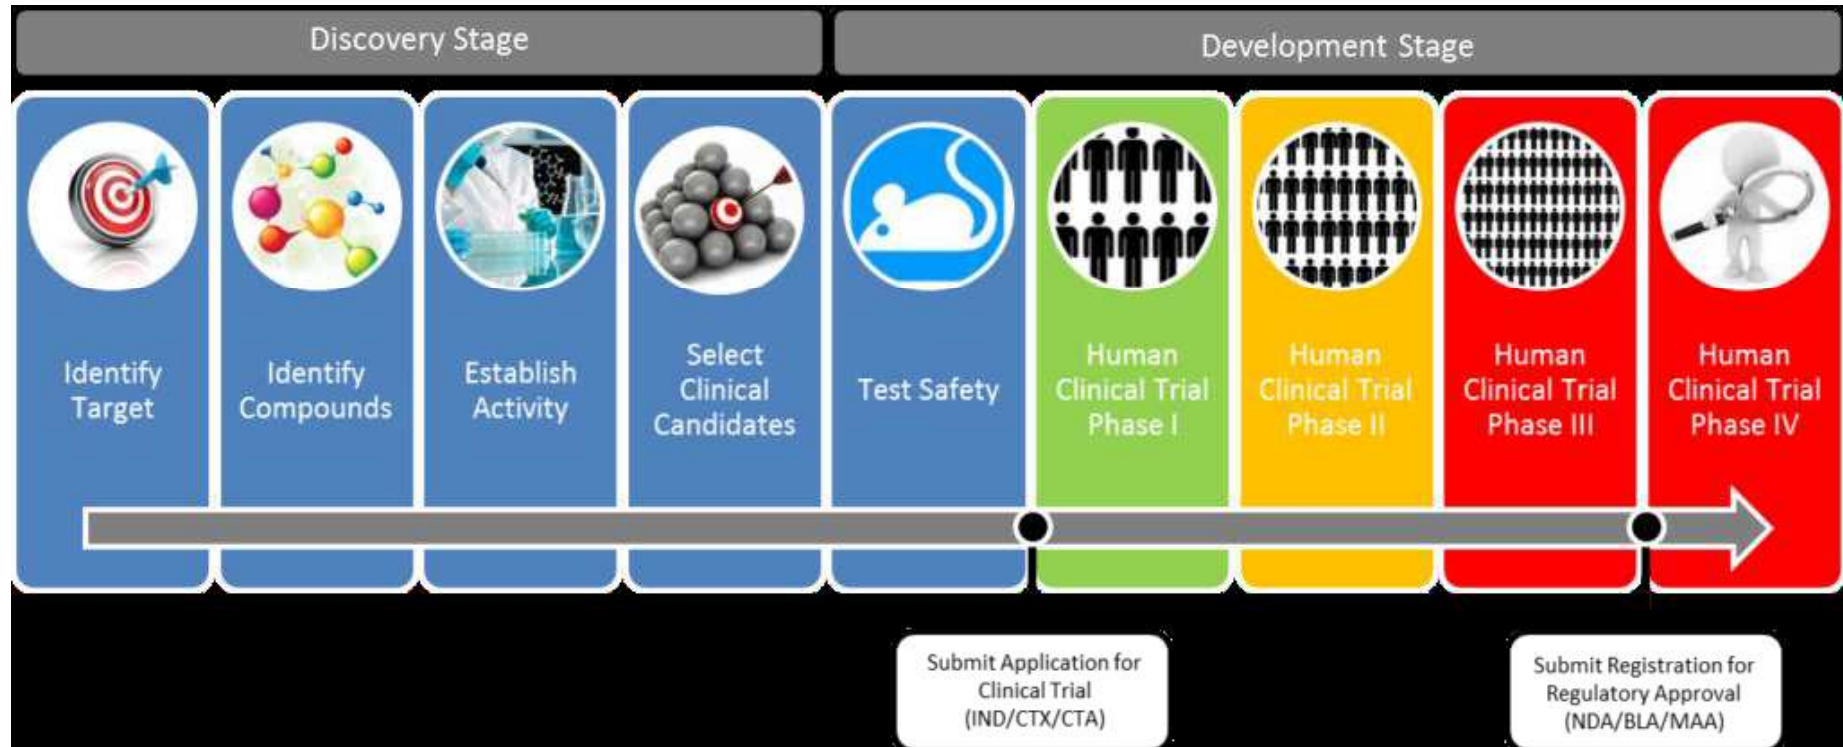 Discovery Stage
Development Stage
Identify
Target
Identify
Compounds
Establish
Activity
Select
Clinical
Candidates
Test Safety
Human
Clinical Trial
Phase I
Human
Clinical Trial
Phase II
Human
Clinical Trial
Phase III
Human
Clinical Trial
Phase IV
Submit Application for
Clinical Trial
(IND/CTX/CTA)
Submit Registration for
Regulatory Approval
(NDA/BLA/MAA)